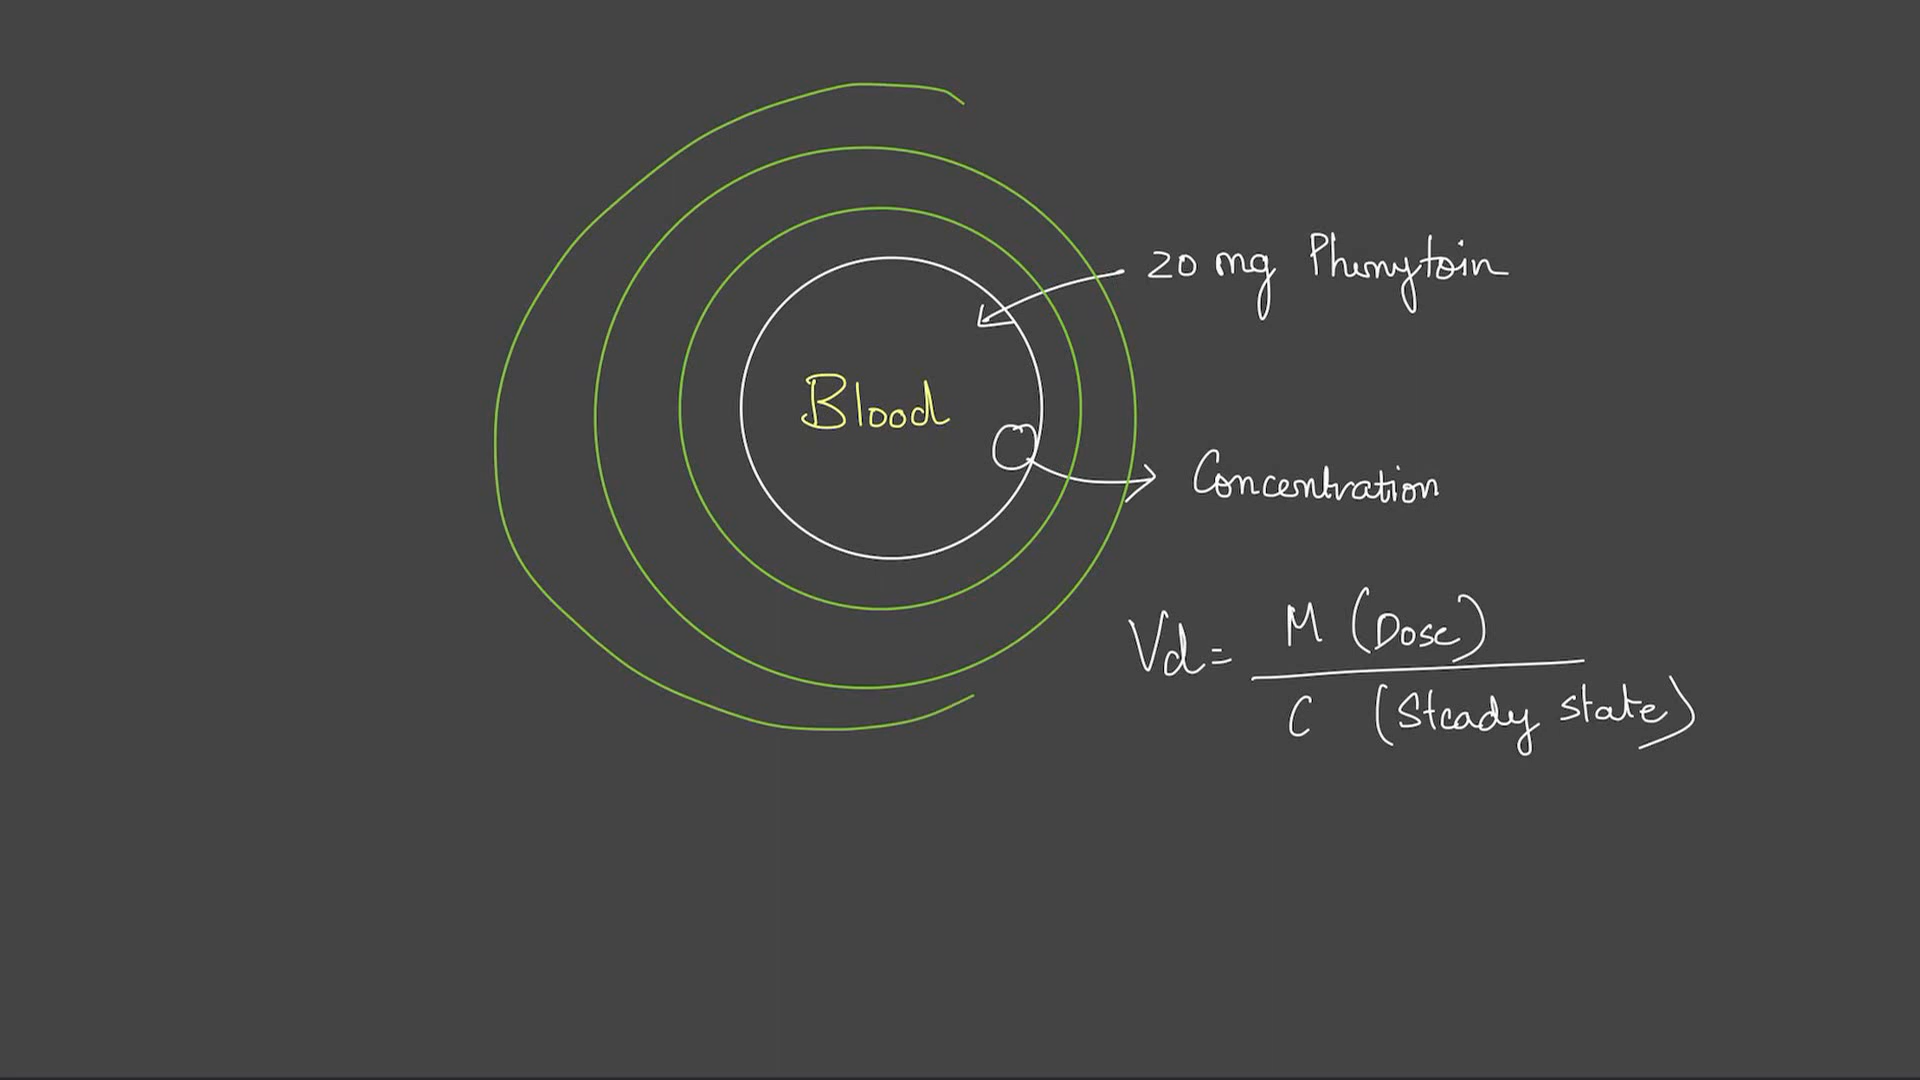 20 mg Phenytoin
Blood
Concentration
Vd = M (Dose)
C (Steady state)